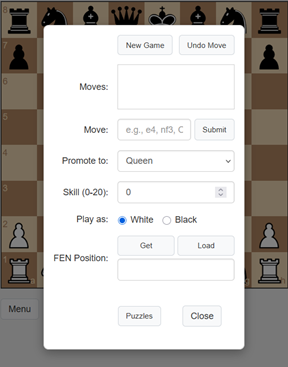 8
New Game Undo Move
7
Moves:
6
Move: e.g., e4, nf3, C Submit
5
4
Promote to: Queen
3
Skill (0-20): 0
Play as: White Black
2
Get Load
FEN Position:
1
Menu
Puzzles Close